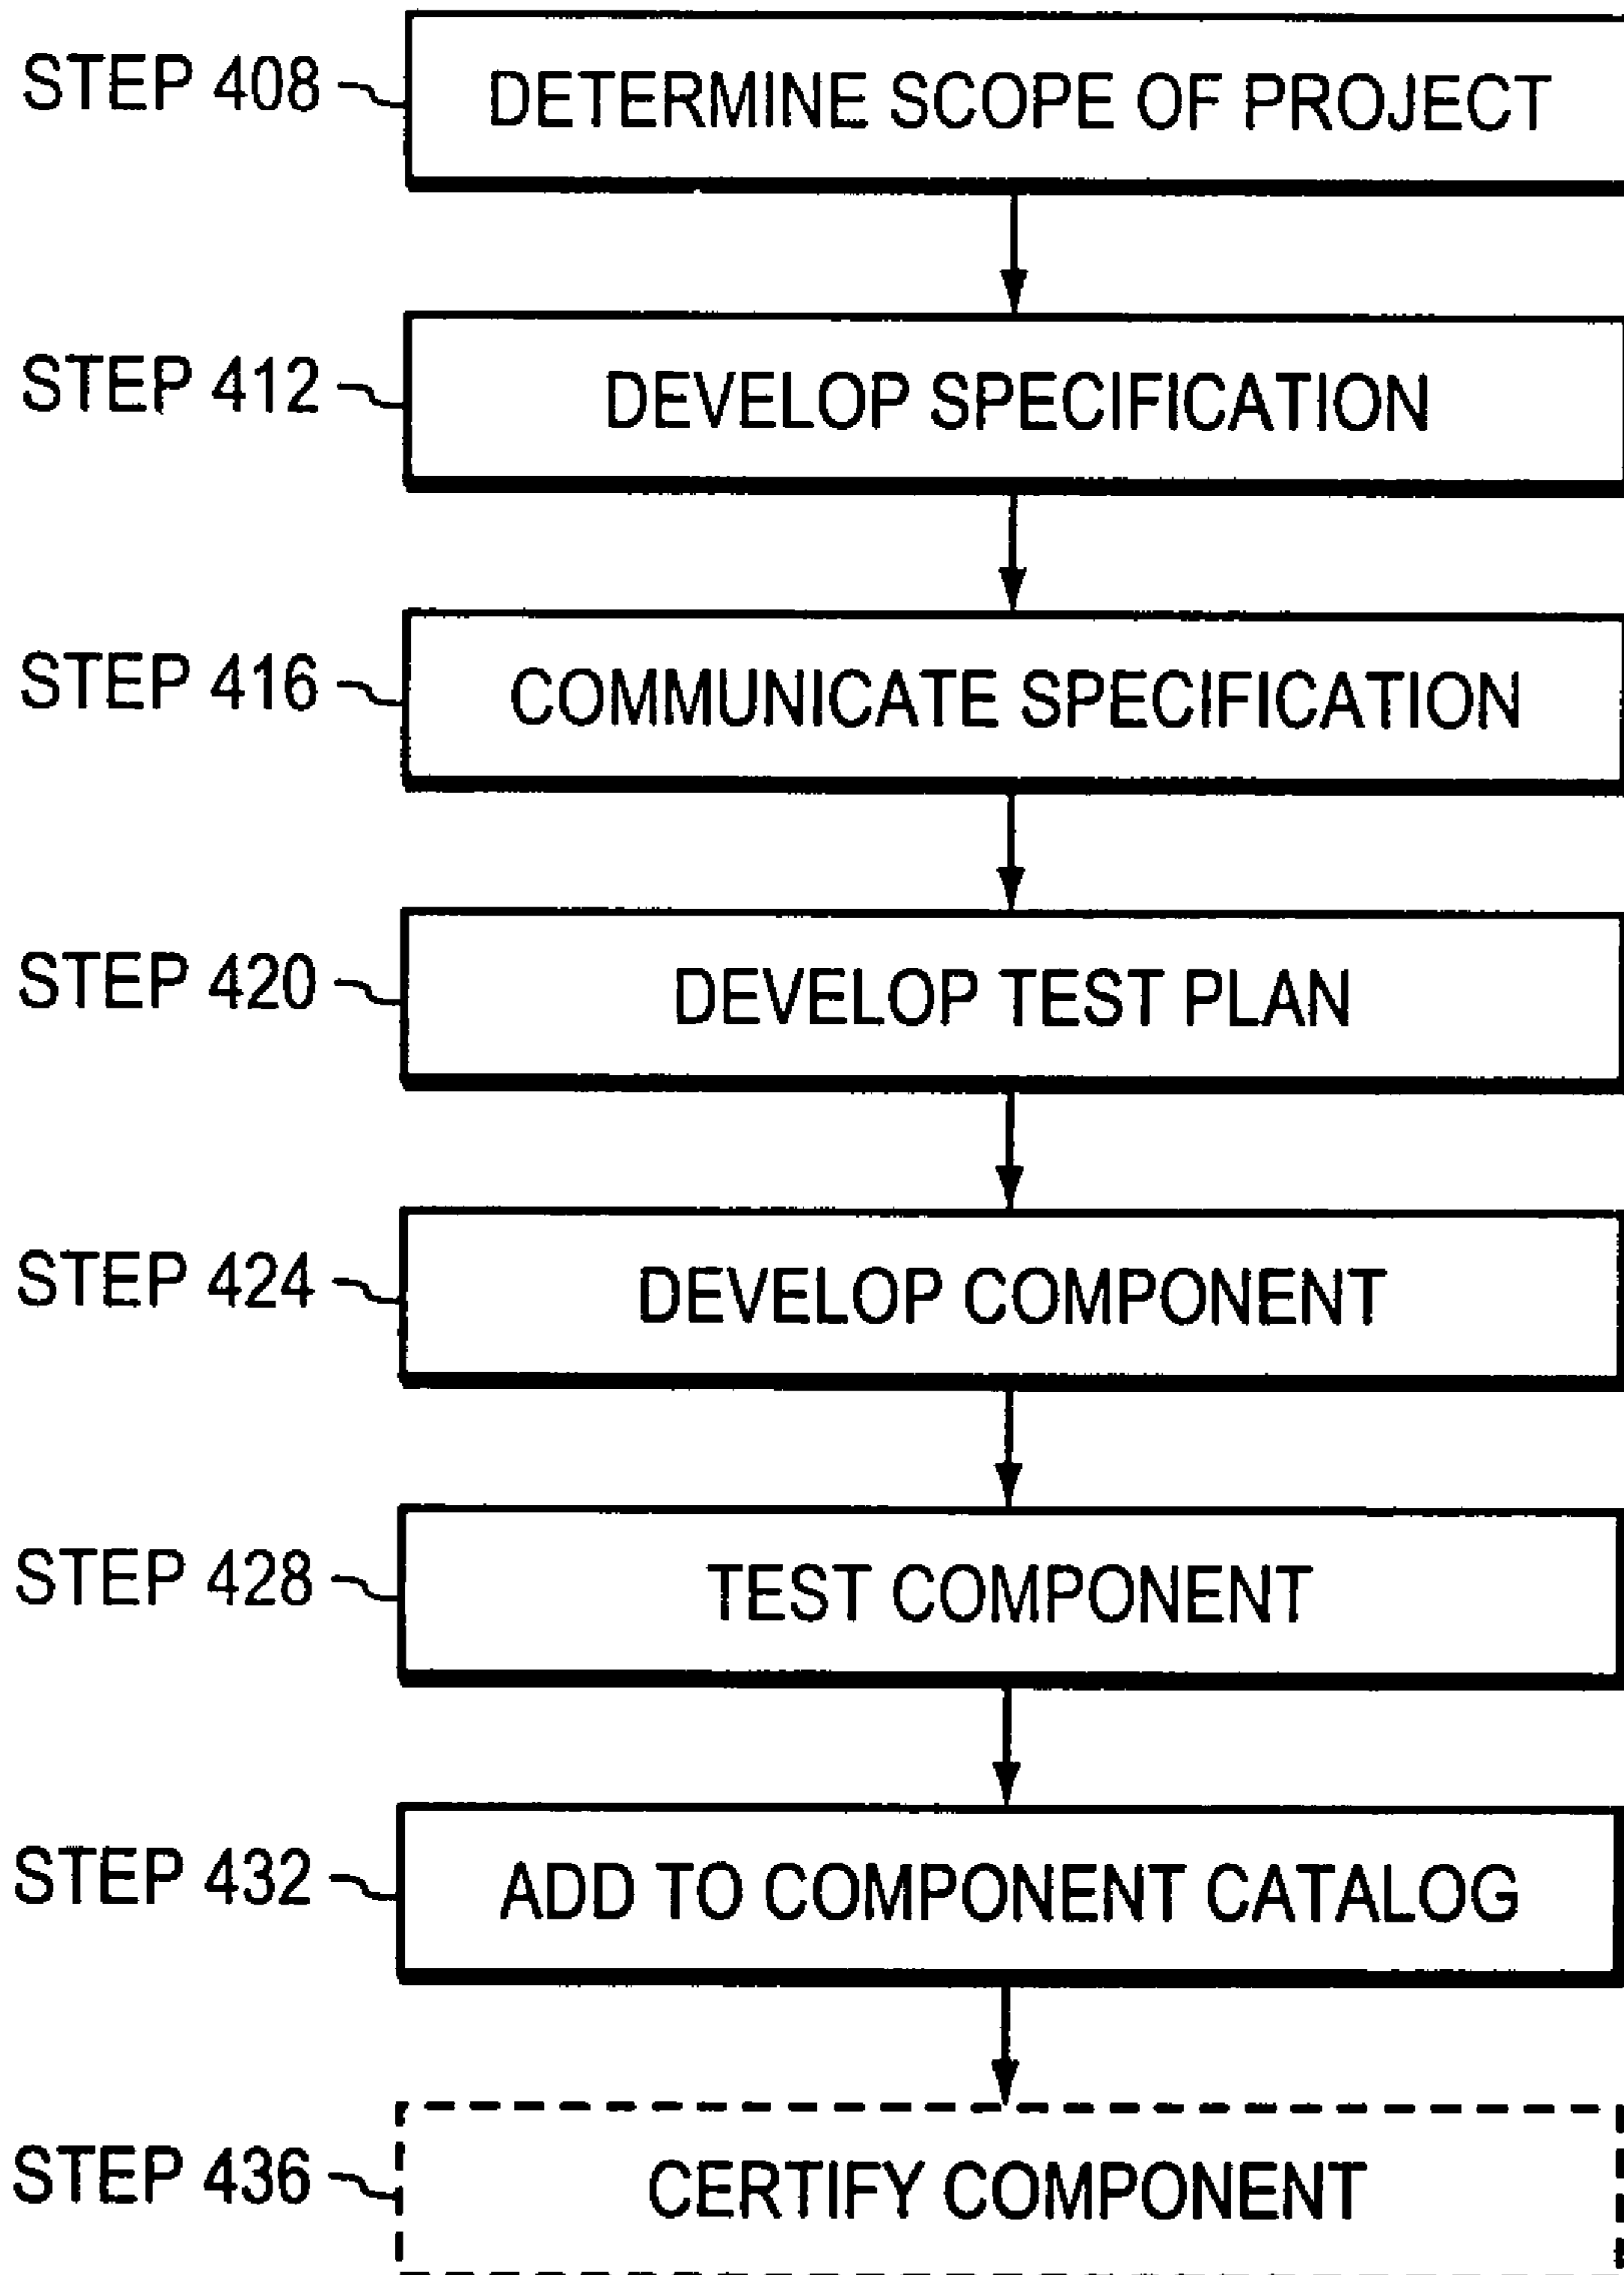 STEP 408 DETERMINE SCOPE OF PROJECT
STEP 412 DEVELOP SPECIFICATION
STEP 416 COMMUNICATE SPECIFICATION
STEP 420 DEVELOP TEST PLAN
STEP 424 DEVELOP COMPONENT
STEP 428 TEST COMPONENT
STEP 432 ADD TO COMPONENT CATALOG
STEP 436 CERTIFY COMPONENT